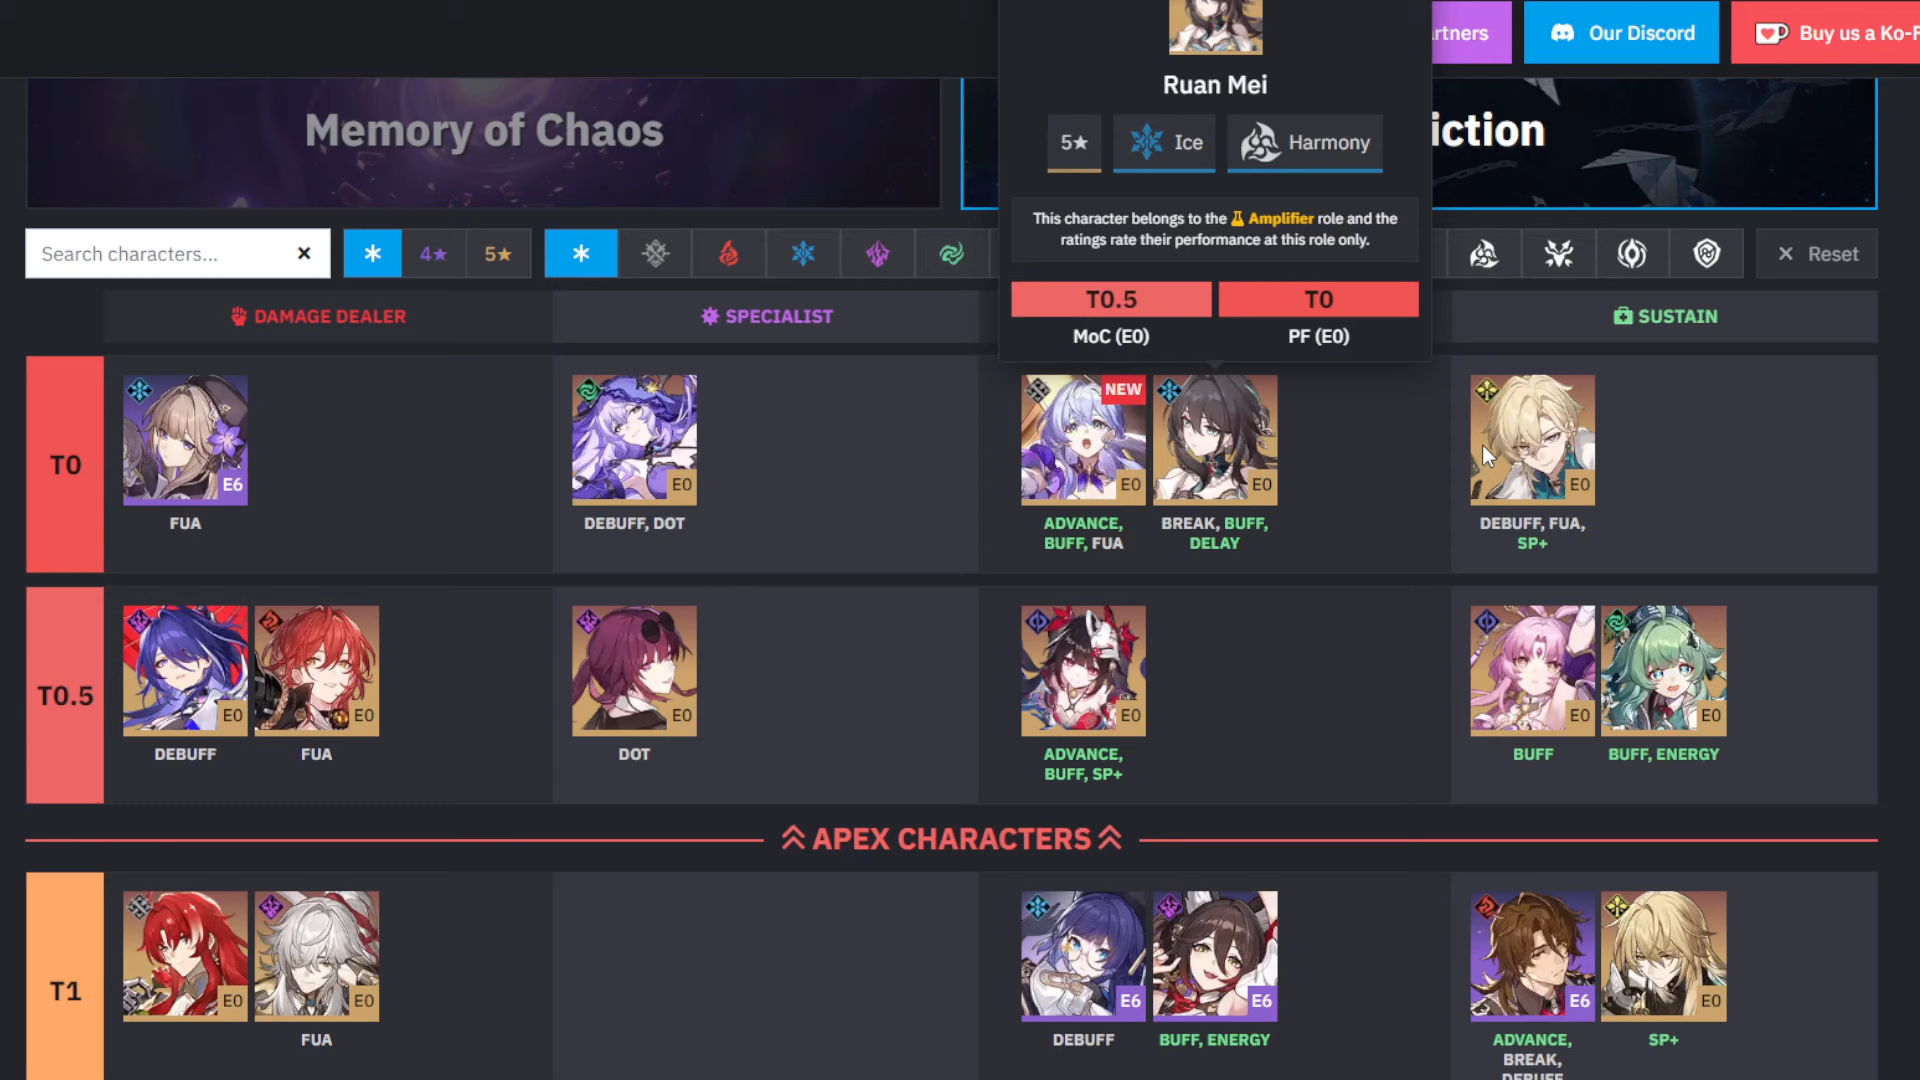 Ruan Mei
rtners
Our Discord
Buy us a Ko-F
Memory of Chaos
iction
5★
Ice
Harmony
This character belongs to the Amplifier role and the
ratings rate their performance at this role only.
T0.5
T0
MoC (E0)
PF (E0)
Search characters...
4★
5★
Reset
DAMAGE DEALER
SPECIALIST
SUSTAIN
T0
E6
FUA
E0
DEBUFF, DOT
NEW
E0
ADVANCE,
BUFF, FUA
E0
BREAK, BUFF,
DELAY
E0
DEBUFF, FUA,
SP+
T0.5
E0
DEBUFF
E0
FUA
E0
DOT
E0
ADVANCE,
BUFF, SP+
E0
BUFF
E0
BUFF, ENERGY
APEX CHARACTERS
T1
E0
E0
FUA
E6
DEBUFF
E6
BUFF, ENERGY
E6
ADVANCE,
BREAK,
DEBUFF
E0
SP+